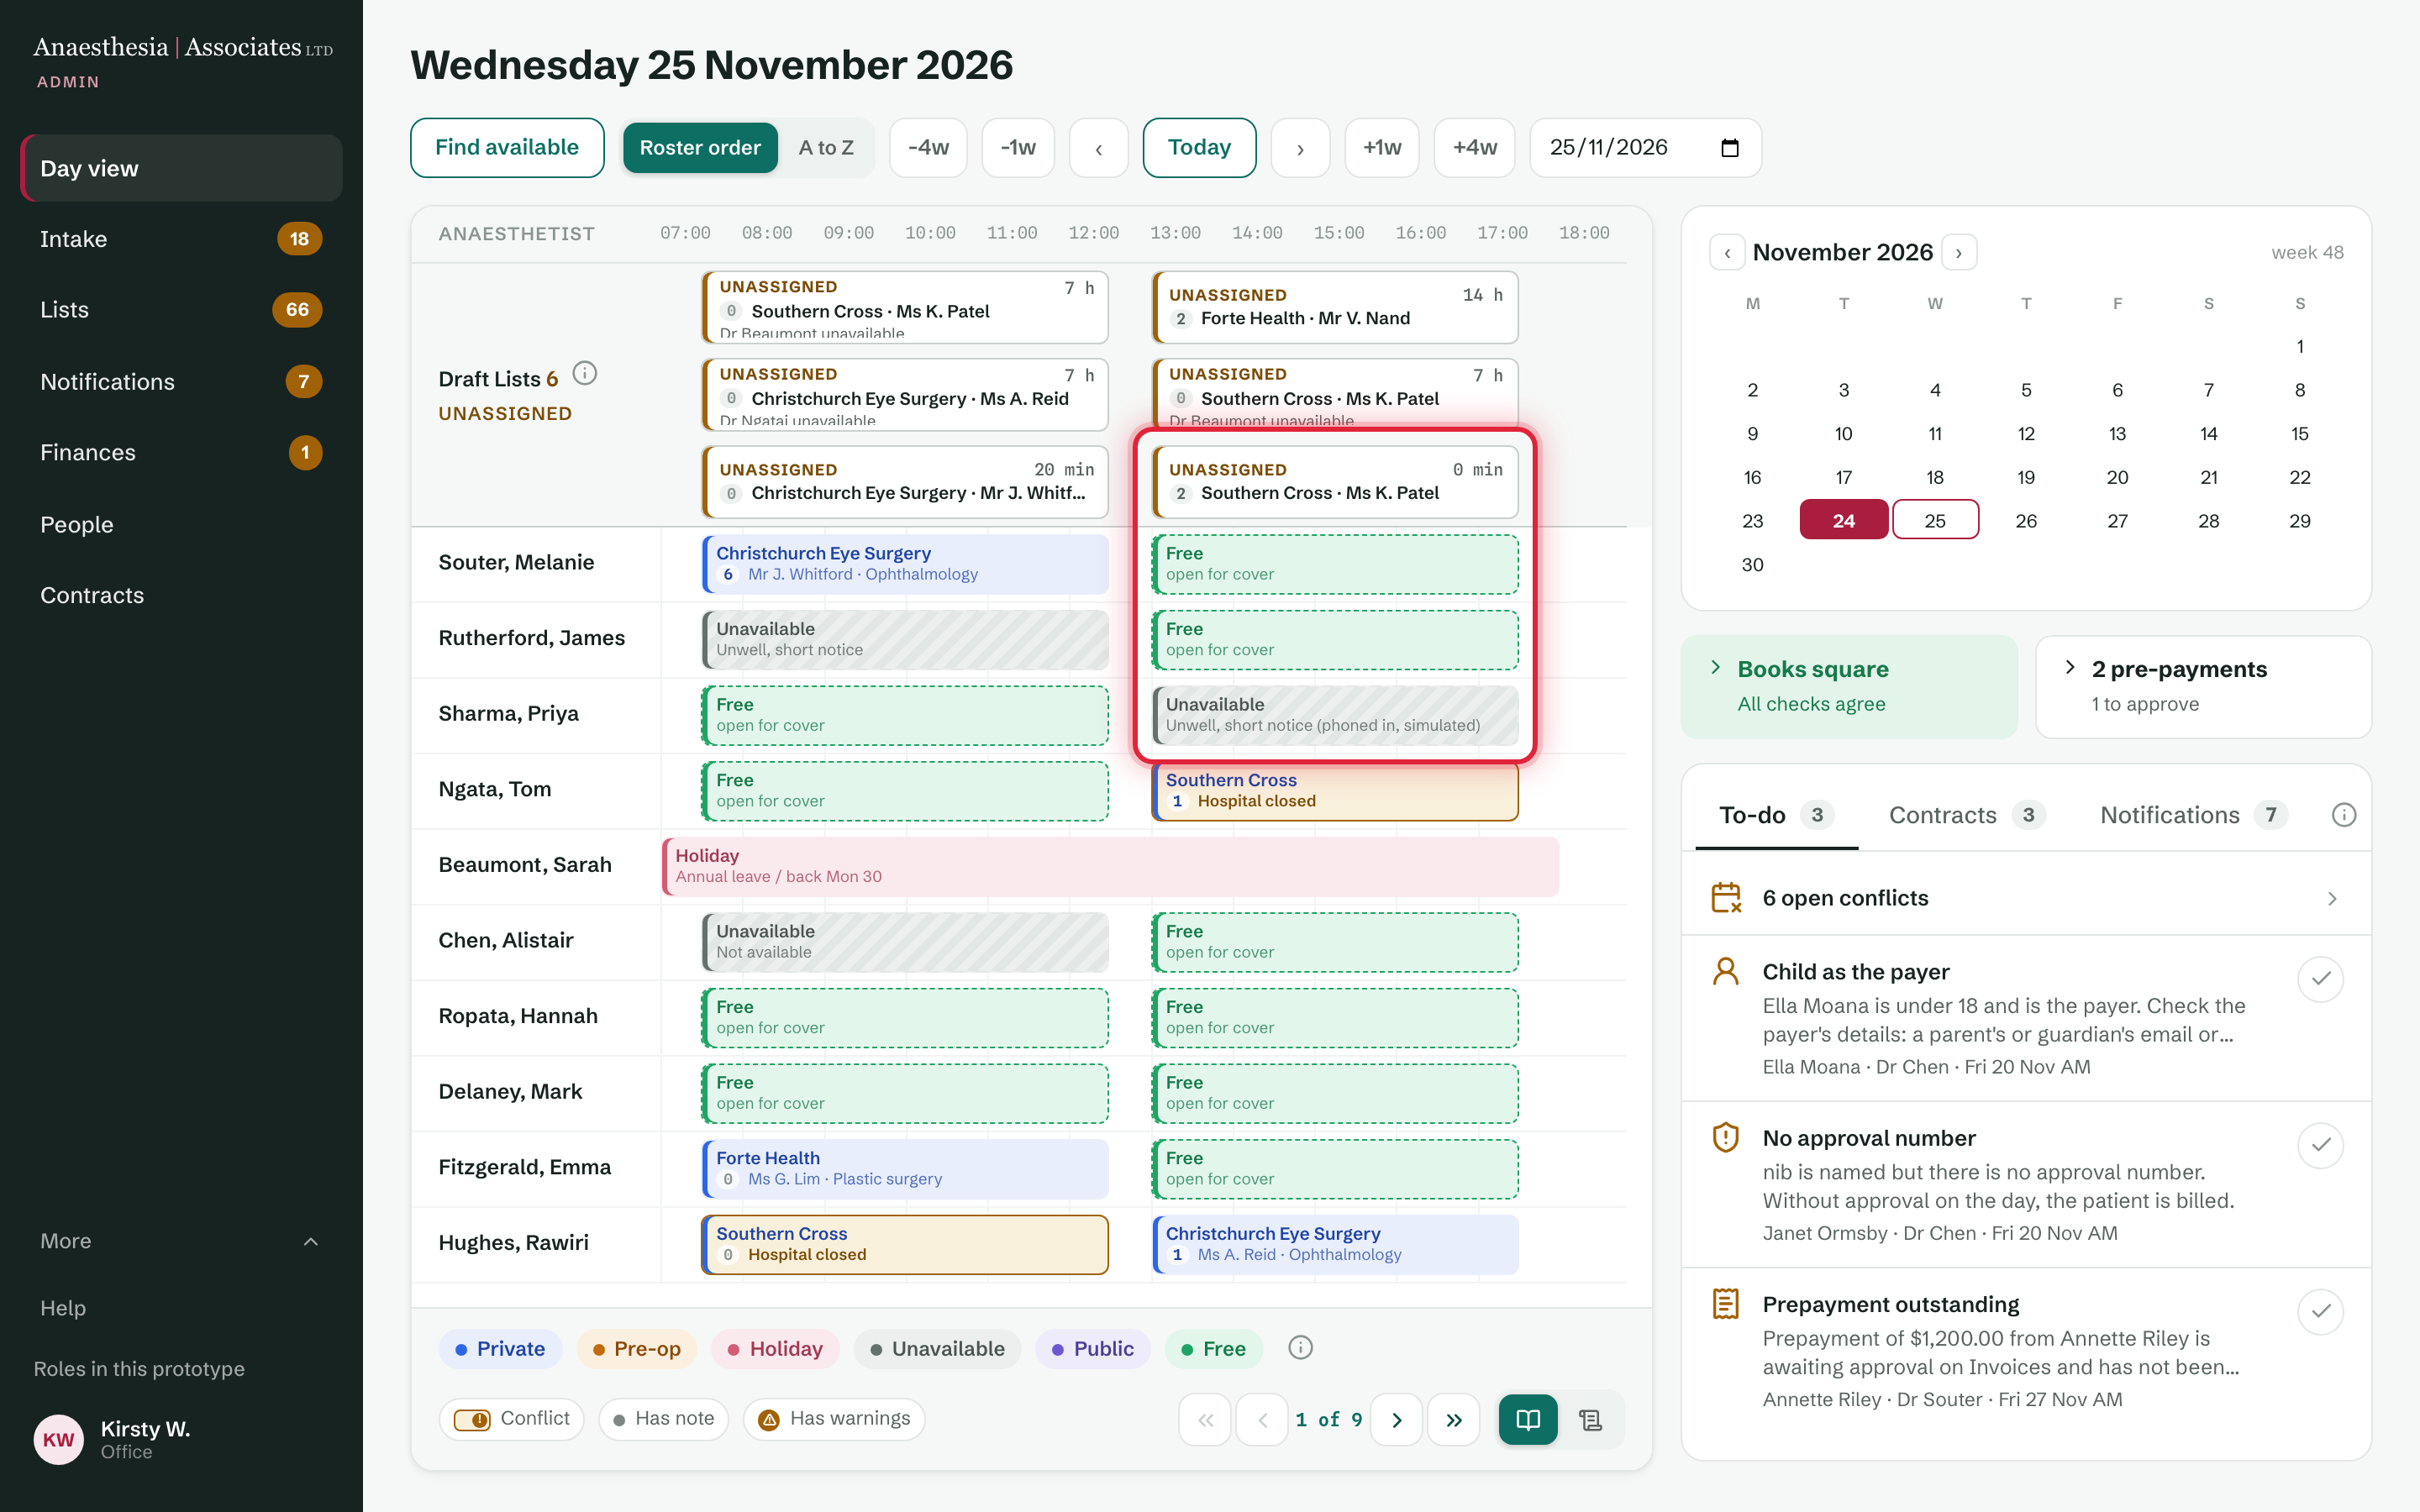 Anaesthesia | Associates LTD
ADMIN
Day view
Intake 18
Lists 66
Notifications 7
Finances 1
People
Contracts
More
Help
Roles in this prototype
KW
Kirsty W.
Office
Wednesday 25 November 2026
Find available
Roster order
A to Z
-4w
-1w
‹
Today
›
+1w
+4w
25/11/2026
ANAESTHETIST 07:00 08:00 09:00 10:00 11:00 12:00 13:00 14:00 15:00 16:00 17:00 18:00
Draft Lists 6
UNASSIGNED
UNASSIGNED 7 h
0 Southern Cross · Ms K. Patel
Dr Beaumont unavailable
UNASSIGNED 14 h
2 Forte Health · Mr V. Nand
UNASSIGNED 7 h
0 Christchurch Eye Surgery · Ms A. Reid
Dr Ngatai unavailable
UNASSIGNED 7 h
0 Southern Cross · Ms K. Patel
Dr Beaumont unavailable
UNASSIGNED 20 min
0 Christchurch Eye Surgery · Mr J. Whitf...
UNASSIGNED 0 min
2 Southern Cross · Ms K. Patel
Souter, Melanie
Christchurch Eye Surgery
6 Mr J. Whitford · Ophthalmology
Free
open for cover
Rutherford, James
Unavailable
Unwell, short notice
Free
open for cover
Sharma, Priya
Free
open for cover
Unavailable
Unwell, short notice (phoned in, simulated)
Ngata, Tom
Free
open for cover
Southern Cross
1 Hospital closed
Beaumont, Sarah
Holiday
Annual leave / back Mon 30
Chen, Alistair
Unavailable
Not available
Free
open for cover
Ropata, Hannah
Free
open for cover
Free
open for cover
Delaney, Mark
Free
open for cover
Free
open for cover
Fitzgerald, Emma
Forte Health
0 Ms G. Lim · Plastic surgery
Free
open for cover
Hughes, Rawiri
Southern Cross
0 Hospital closed
Christchurch Eye Surgery
1 Ms A. Reid · Ophthalmology
Private
Pre-op
Holiday
Unavailable
Public
Free
Conflict
Has note
Has warnings
« ‹ 1 of 9 › »
‹ November 2026 › week 48
M T W T F S S
1
2 3 4 5 6 7 8
9 10 11 12 13 14 15
16 17 18 19 20 21 22
23 24 25 26 27 28 29
30
Books square
All checks agree
2 pre-payments
1 to approve
To-do 3
Contracts 3
Notifications 7
6 open conflicts
Child as the payer
Ella Moana is under 18 and is the payer. Check the
payer's details: a parent's or guardian's email or...
Ella Moana · Dr Chen · Fri 20 Nov AM
No approval number
nib is named but there is no approval number.
Without approval on the day, the patient is billed.
Janet Ormsby · Dr Chen · Fri 20 Nov AM
Prepayment outstanding
Prepayment of $1,200.00 from Annette Riley is
awaiting approval on Invoices and has not been...
Annette Riley · Dr Souter · Fri 27 Nov AM